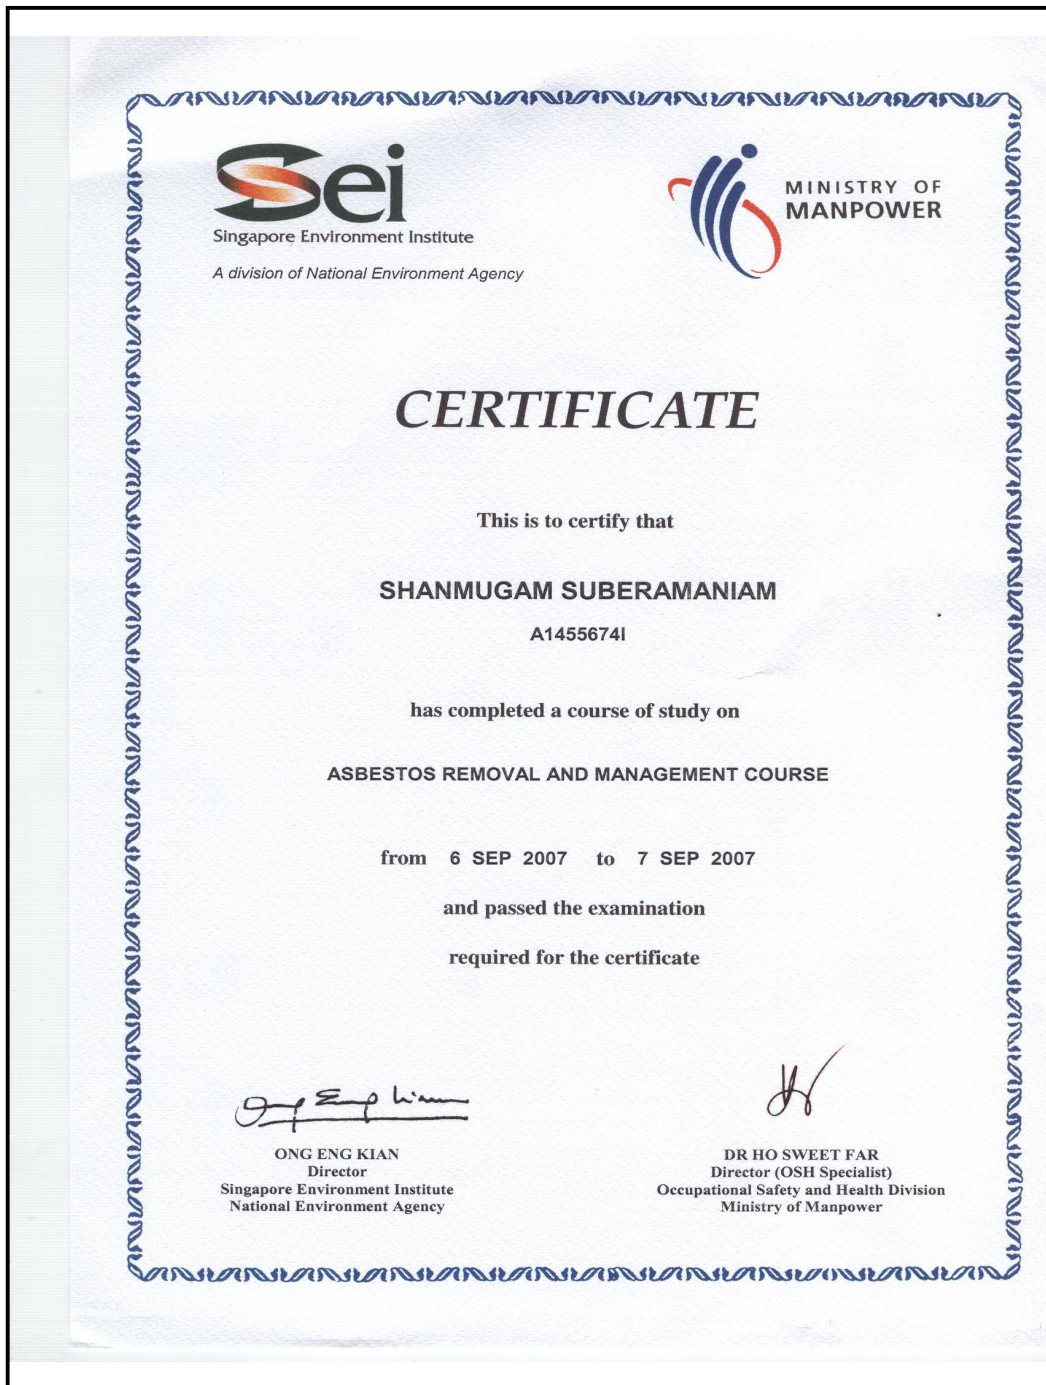 Sei
Singapore Environment Institute
A division of National Environment Agency
MINISTRY OF
MANPOWER
CERTIFICATE
This is to certify that
SHANMUGAM SUBERAMANIAM
A1455674I
has completed a course of study on
ASBESTOS REMOVAL AND MANAGEMENT COURSE
from 6 SEP 2007 to 7 SEP 2007
and passed the examination
required for the certificate
Ong Eng Kian
ONG ENG KIAN
Director
Singapore Environment Institute
National Environment Agency
DR HO SWEET FAR
Director (OSH Specialist)
Occupational Safety and Health Division
Ministry of Manpower